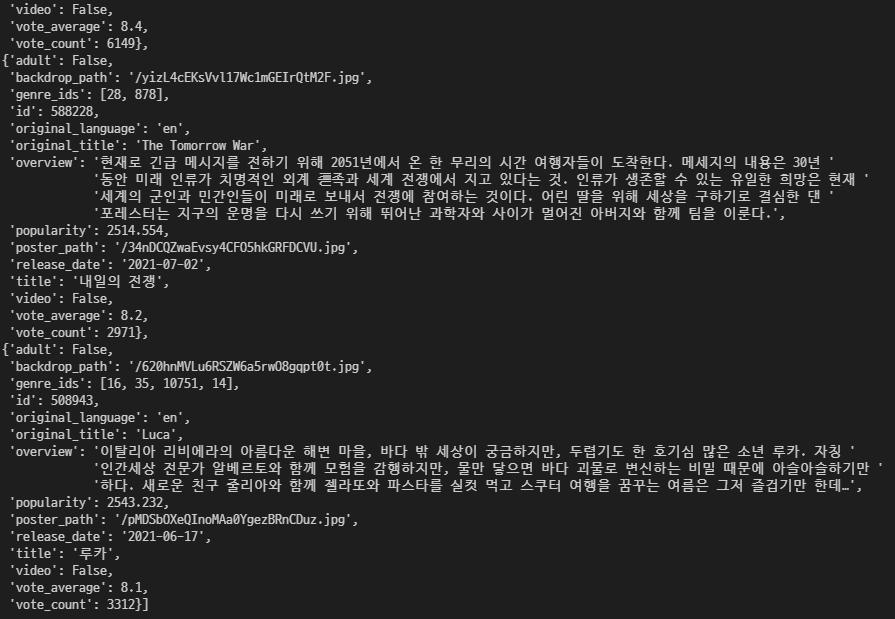 'video': False,
'vote_average': 8.4,
'vote_count': 6149},
{'adult': False,
'backdrop_path': '/yizL4cEKsVvl17Wc1mGEIrQtM2F.jpg',
'genre_ids': [28, 878],
'id': 588228,
'original_language': 'en',
'original_title': 'The Tomorrow War',
'overview': '현재로 긴급 메시지를 전하기 위해 2051년에서 온 한 무리의 시간 여행자들이 도착한다. 메세지의 내용은 30년 '
'동안 미래 인류가 치명적인 외계 종족과 세계 전쟁에서 지고 있다는 것. 인류가 생존할 수 있는 유일한 희망은 현재 '
'세계의 군인과 민간인들이 미래로 보내서 전쟁에 참여하는 것이다. 어린 딸을 위해 세상을 구하기로 결심한 댄 '
'포레스터는 지구의 운명을 다시 쓰기 위해 뛰어난 과학자와 사이가 멀어진 아버지와 함께 팀을 이룬다.',
'popularity': 2514.554,
'poster_path': '/34nDCQZwaEvsy4CFO5hkGRFDCVU.jpg',
'release_date': '2021-07-02',
'title': '내일의 전쟁',
'video': False,
'vote_average': 8.2,
'vote_count': 2971},
{'adult': False,
'backdrop_path': '/620hnMVLu6RSZW6a5rwO8gqpt0t.jpg',
'genre_ids': [16, 35, 10751, 14],
'id': 508943,
'original_language': 'en',
'original_title': 'Luca',
'overview': '이탈리아 리비에라의 아름다운 해변 마을, 바다 밖 세상이 궁금하지만, 두렵기도 한 호기심 많은 소년 루카. 자칭 '
'인간세상 전문가 알베르토와 함께 모험을 감행하지만, 물만 닿으면 바다 괴물로 변신하는 비밀 때문에 아슬아슬하기만 '
'하다. 새로운 친구 줄리아와 함께 젤라또와 파스타를 실컷 먹고 스쿠터 여행을 꿈꾸는 여름은 그저 즐겁기만 한데…',
'popularity': 2543.232,
'poster_path': '/pMDSbOXeQInoMAa0YgezBRnCDuz.jpg',
'release_date': '2021-06-17',
'title': '루카',
'video': False,
'vote_average': 8.1,
'vote_count': 3312}]